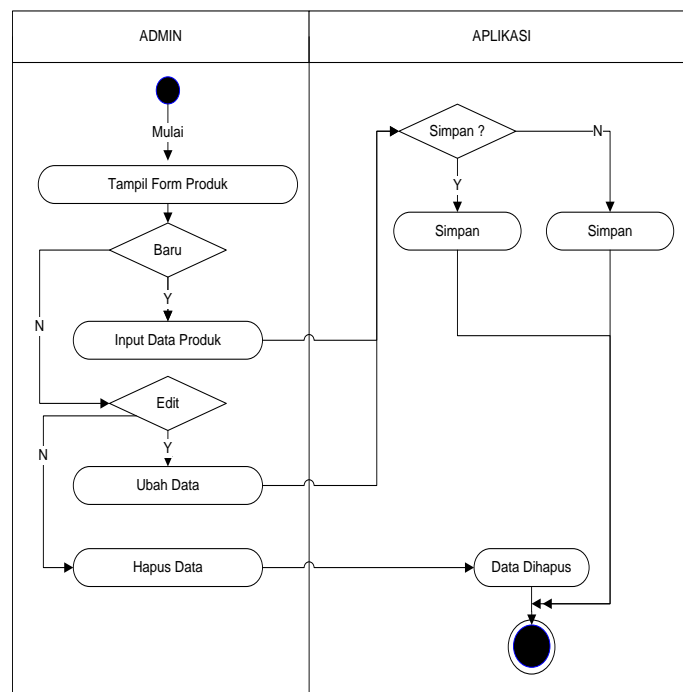 ADMIN
APLIKASI
Mulai
Simpan ?
N
Y
Tampil Form Produk
Simpan
Simpan
Baru
Y
N
Input Data Produk
Edit
Y
N
Ubah Data
Hapus Data
Data Dihapus